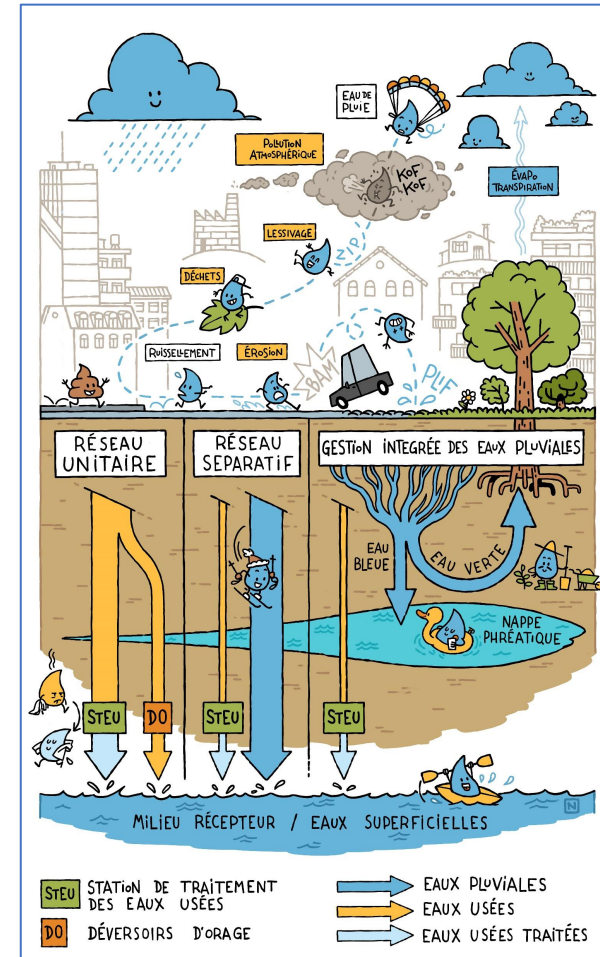 EAU DE
PLUIE
POLLUTION
ATMOSPHÉRIQUE
KOF
KOF
ÉVAPO
TRANSPIRATION
LESSIVAGE
ZIP
DÉCHETS
RUISSELLEMENT
ÉROSION
BAM
PLIF
RÉSEAU
UNITAIRE
RÉSEAU
SEPARATIF
GESTION INTEGRÉE DES EAUX PLUVIALES
EAU
BLEUE
EAU VERTE
NAPPE
PHRÉATIQUE
STEU
DO
STEU
STEU
N
MILIEU RÉCEPTEUR / EAUX SUPERFICIELLES
STEU
STATION DE TRAITEMENT
DES EAUX USÉES
DO
DÉVERSOIRS D'ORAGE
EAUX PLUVIALES
EAUX USÉES
EAUX USÉES TRAITÉES